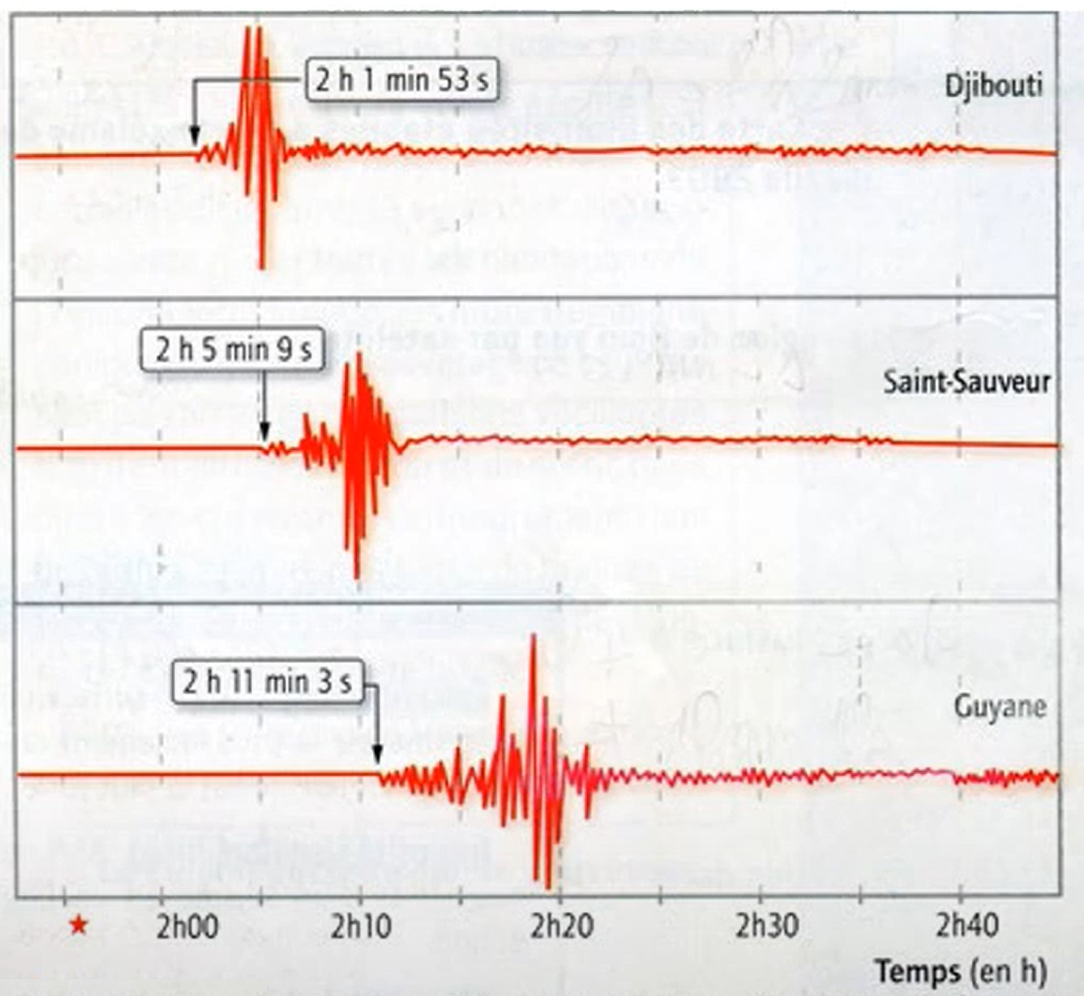 2 h 1 min 53 s
Djibouti
2 h 5 min 9 s
Saint-Sauveur
2 h 11 min 3 s
Guyane
2h00
2h10
2h20
2h30
2h40
Temps (en h)